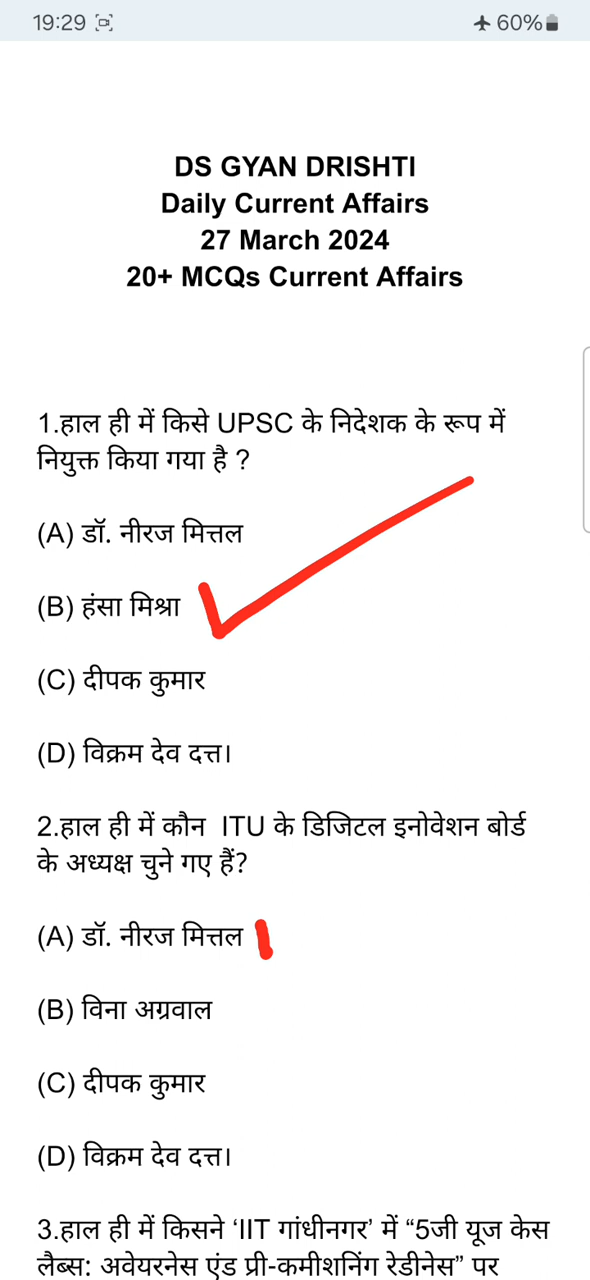 19:29 60%
DS GYAN DRISHTI
Daily Current Affairs
27 March 2024
20+ MCQs Current Affairs
1.हाल ही में किसे UPSC के निदेशक के रूप में
नियुक्त किया गया है ?
(A) डॉ. नीरज मित्तल
(B) हंसा मिश्रा
(C) दीपक कुमार
(D) विक्रम देव दत्त।
2.हाल ही में कौन ITU के डिजिटल इनोवेशन बोर्ड
के अध्यक्ष चुने गए हैं?
(A) डॉ. नीरज मित्तल
(B) विना अग्रवाल
(C) दीपक कुमार
(D) विक्रम देव दत्त।
3.हाल ही में किसने ‘IIT गांधीनगर’ में “5जी यूज केस
लैब्स: अवेयरनेस एंड प्री-कमीशनिंग रेडीनेस” पर